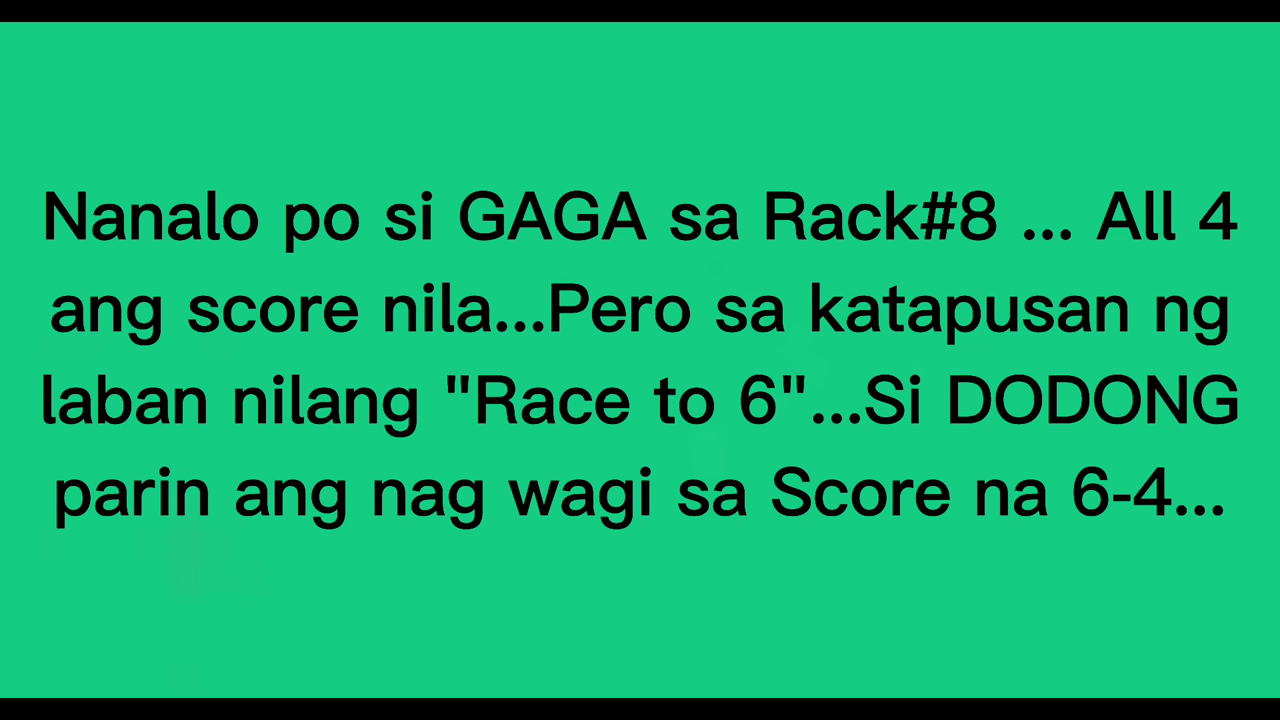 Nanalo po si GAGA sa Rack#8 ... All 4
ang score nila...Pero sa katapusan ng
laban nilang "Race to 6"...Si DODONG
parin ang nag wagi sa Score na 6-4...